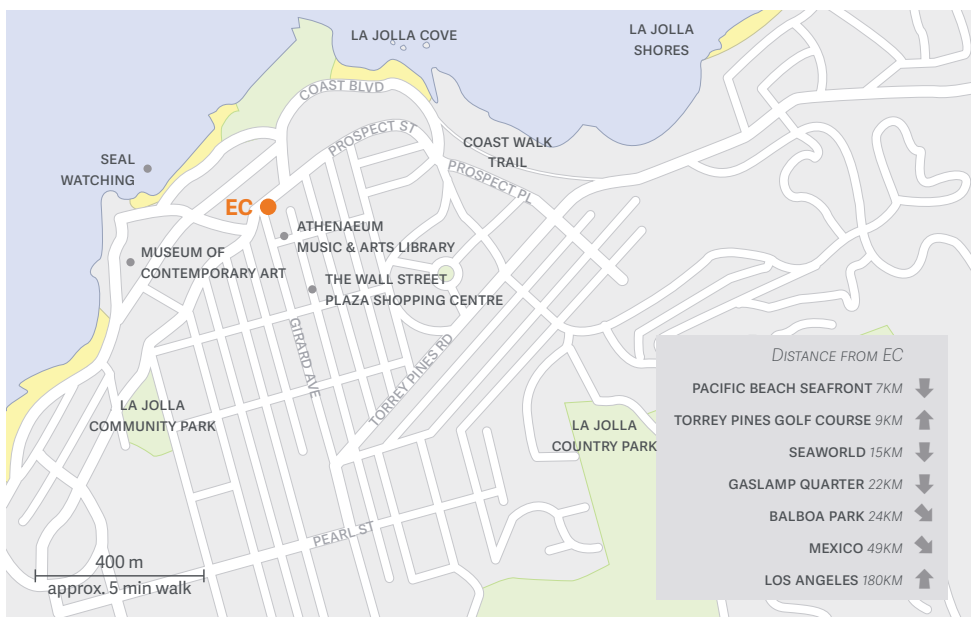 LA JOLLA COVE
LA JOLLA
SHORES
COAST BLVD
PROSPECT ST
COAST WALK
TRAIL
SEAL
WATCHING
PROSPECT PL
EC
ATHENAEUM
MUSIC & ARTS LIBRARY
MUSEUM OF
CONTEMPORARY ART
THE WALL STREET
PLAZA SHOPPING CENTRE
GIRARD AVE
TORREY PINES RD
LA JOLLA
COMMUNITY PARK
LA JOLLA
COUNTRY PARK
PEARL ST
400 m
approx. 5 min walk
DISTANCE FROM EC
PACIFIC BEACH SEAFRONT 7KM
TORREY PINES GOLF COURSE 9KM
SEAWORLD 15KM
GASLAMP QUARTER 22KM
BALBOA PARK 24KM
MEXICO 49KM
LOS ANGELES 180KM